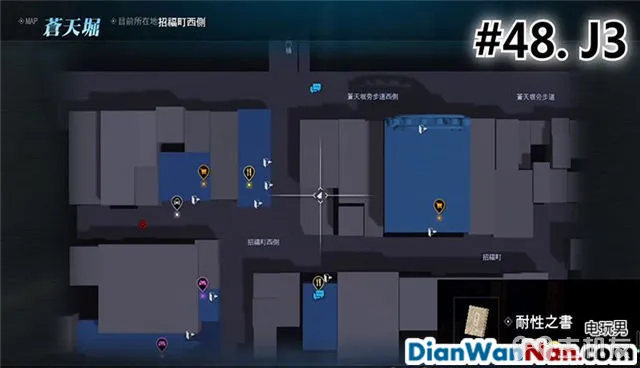 MAP 蒼天堀 目前所在地 招福町西側
#48. J3
蒼天堀旁步道西側
蒼天堀旁步道
招福町西側
招福町
耐性之書
电玩男
DianWanNan.com